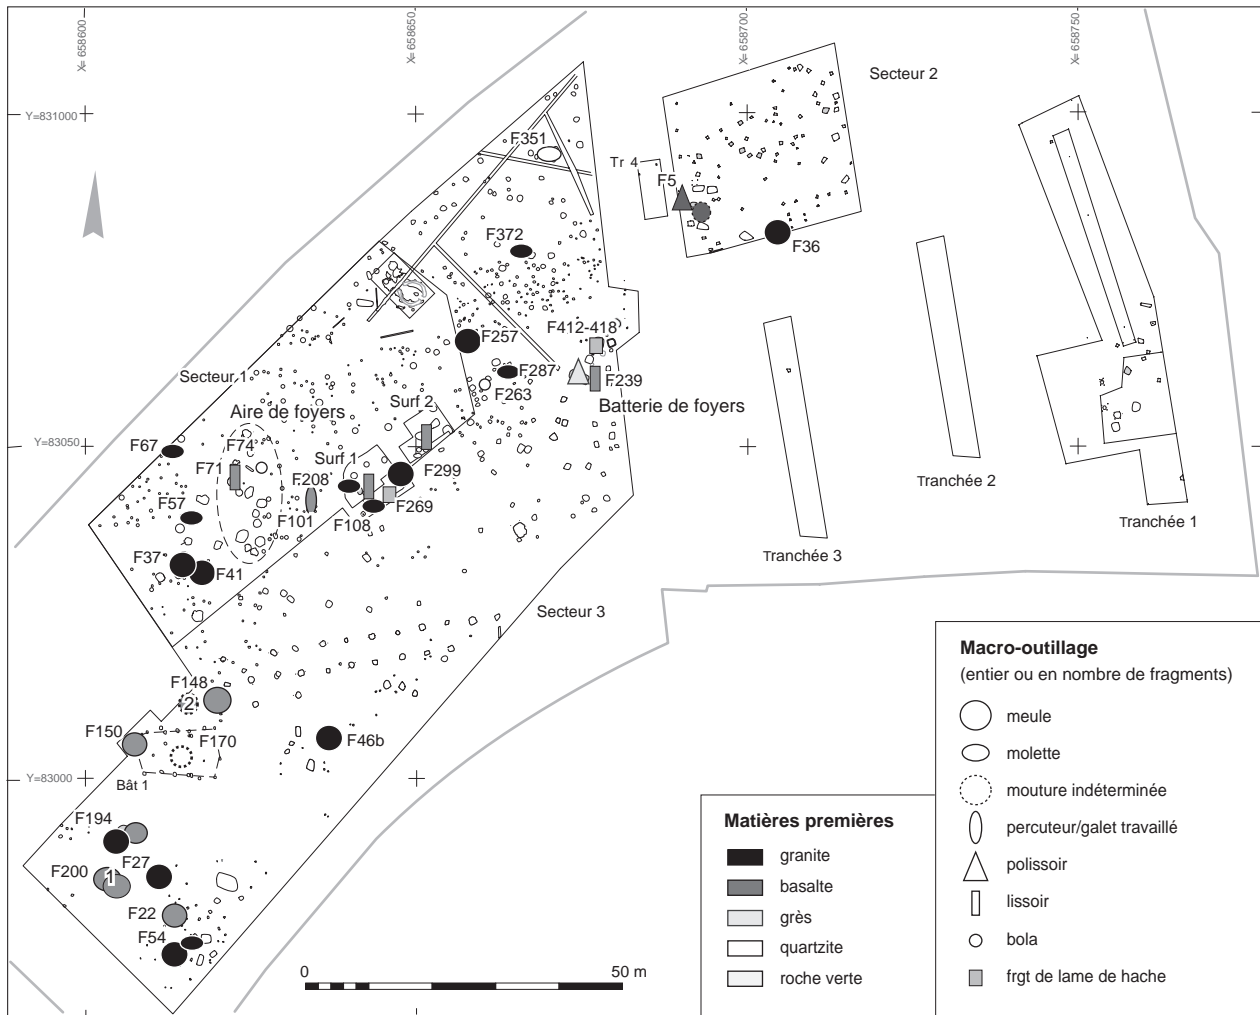 X= 658600
X= 658650
X= 658700
X= 658750
Secteur 2
Y=831000
F351
Tr 4
F5
F372
F36
F412-418
F257
F287
F239
Secteur 1
F263
Aire de foyers
Surf 2
Batterie de foyers
Y=83050
F67
F74
F71
Surf 1
F208
F299
Tranchée 2
F57
F101
F108
F269
Tranchée 1
Tranchée 3
F37
F41
Secteur 3
F148
2
F150
F170
F46b
Y=83000
Bât 1
F194
F200
1
F27
F22
F54
0
50 m
Matières premières
granite
basalte
grès
quartzite
roche verte
Macro-outillage
(entier ou en nombre de fragments)
meule
molette
mouture indéterminée
percuteur/galet travaillé
polissoir
lissoir
bola
frgt de lame de hache